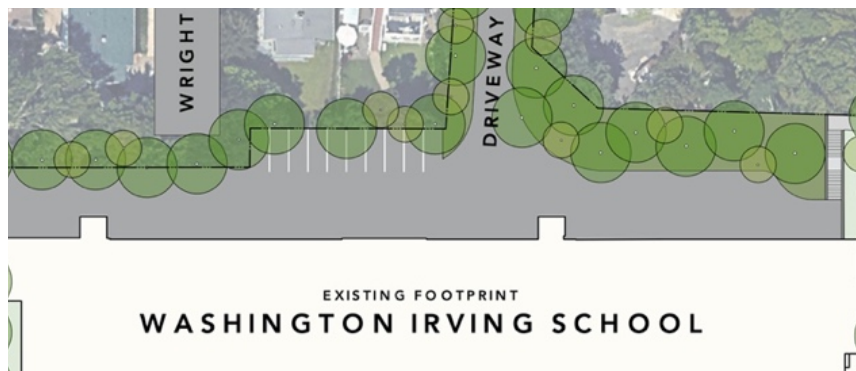 WRIGHT
DRIVEWAY
EXISTING FOOTPRINT
WASHINGTON IRVING SCHOOL